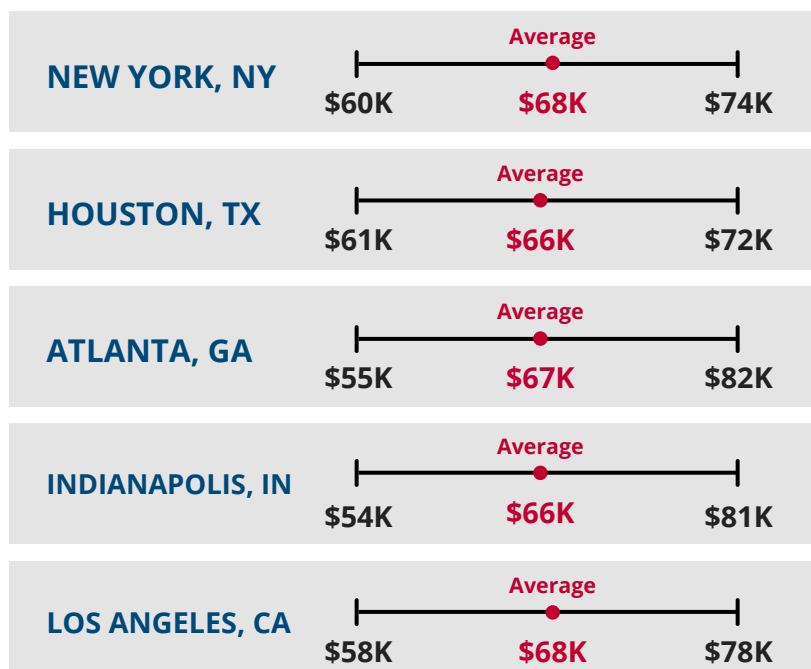 Average
NEW YORK, NY
$60K $68K $74K
Average
HOUSTON, TX
$61K $66K $72K
Average
ATLANTA, GA
$55K $67K $82K
Average
INDIANAPOLIS, IN
$54K $66K $81K
Average
LOS ANGELES, CA
$58K $68K $78K